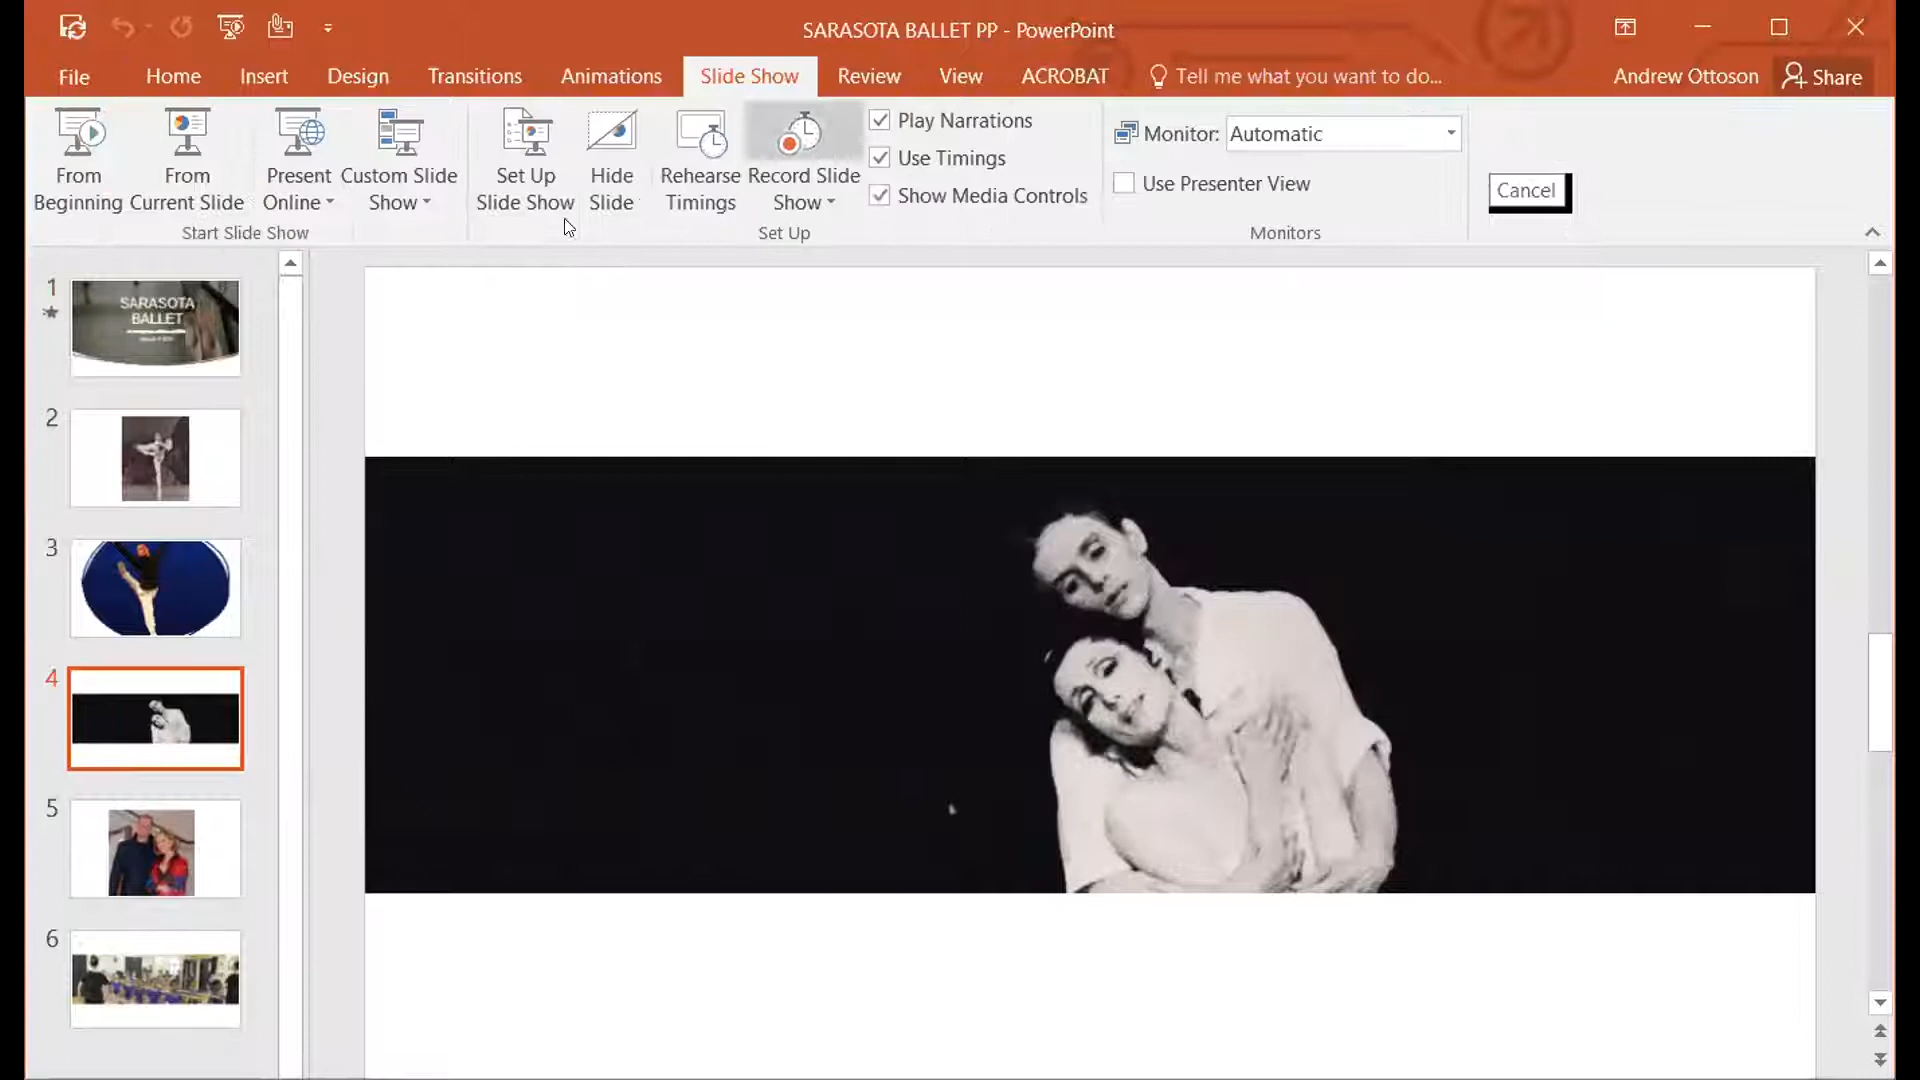 SARASOTA BALLET PP - PowerPoint
File Home Insert Design Transitions Animations Slide Show Review View ACROBAT Tell me what you want to do... Andrew Ottoson Share
From Beginning
From Current Slide
Present Online
Custom Slide Show
Set Up Slide Show
Hide Slide
Rehearse Timings
Record Slide Show
Play Narrations
Use Timings
Show Media Controls
Monitor: Automatic
Use Presenter View
Cancel
Start Slide Show
Set Up
Monitors
1
SARASOTA
BALLET
2
3
4
5
6